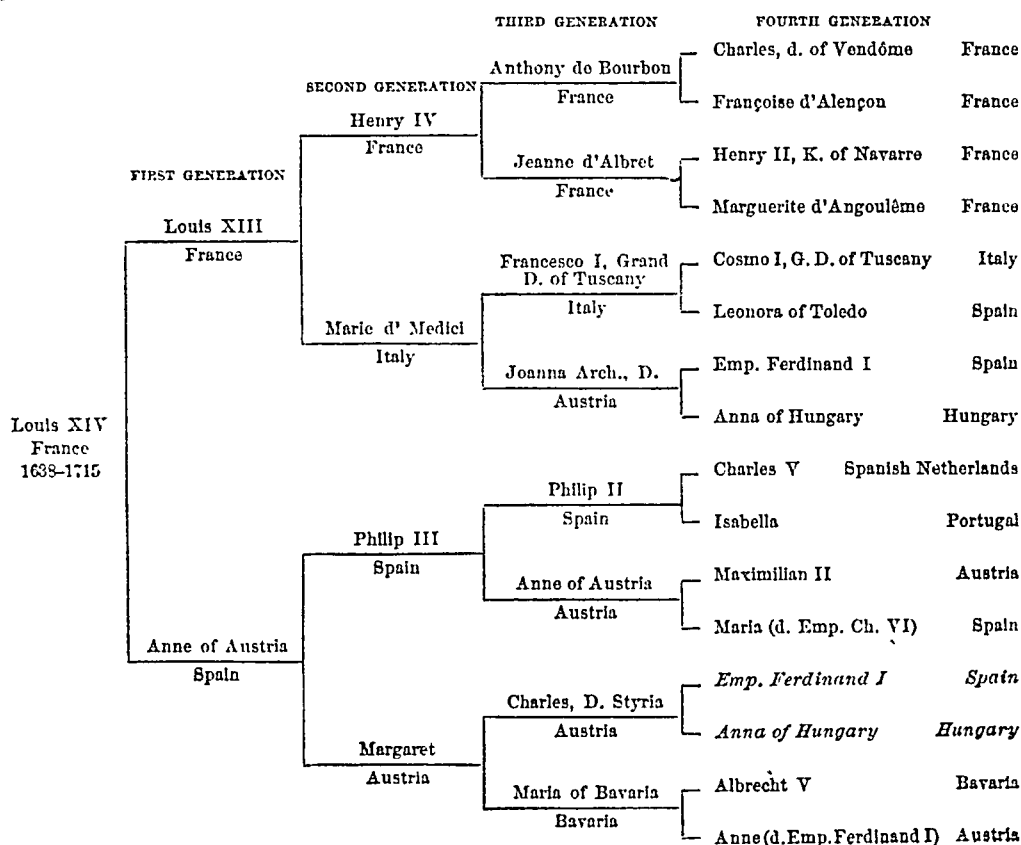 THIRD GENERATION FOURTH GENERATION
Charles, d. of Vendôme France
Anthony de Bourbon
France
SECOND GENERATION
Françoise d'Alençon France
Henry IV
France
Jeanne d'Albret
France
Henry II, K. of Navarre France
FIRST GENERATION
Marguerite d'Angoulême France
Louis XIII
France
Francesco I, Grand
D. of Tuscany
Italy
Cosmo I, G. D. of Tuscany Italy
Leonora of Toledo Spain
Marie d' Medici
Italy
Joanna Arch., D.
Austria
Emp. Ferdinand I Spain
Anna of Hungary Hungary
Louis XIV
France
1638–1715
Charles V Spanish Netherlands
Philip II
Spain
Isabella Portugal
Philip III
Spain
Anne of Austria
Austria
Maximilian II Austria
Maria (d. Emp. Ch. VI) Spain
Anne of Austria
Spain
Charles, D. Styria
Austria
Emp. Ferdinand I Spain
Anna of Hungary Hungary
Margaret
Austria
Maria of Bavaria
Bavaria
Albrecht V Bavaria
Anne (d. Emp. Ferdinand I) Austria